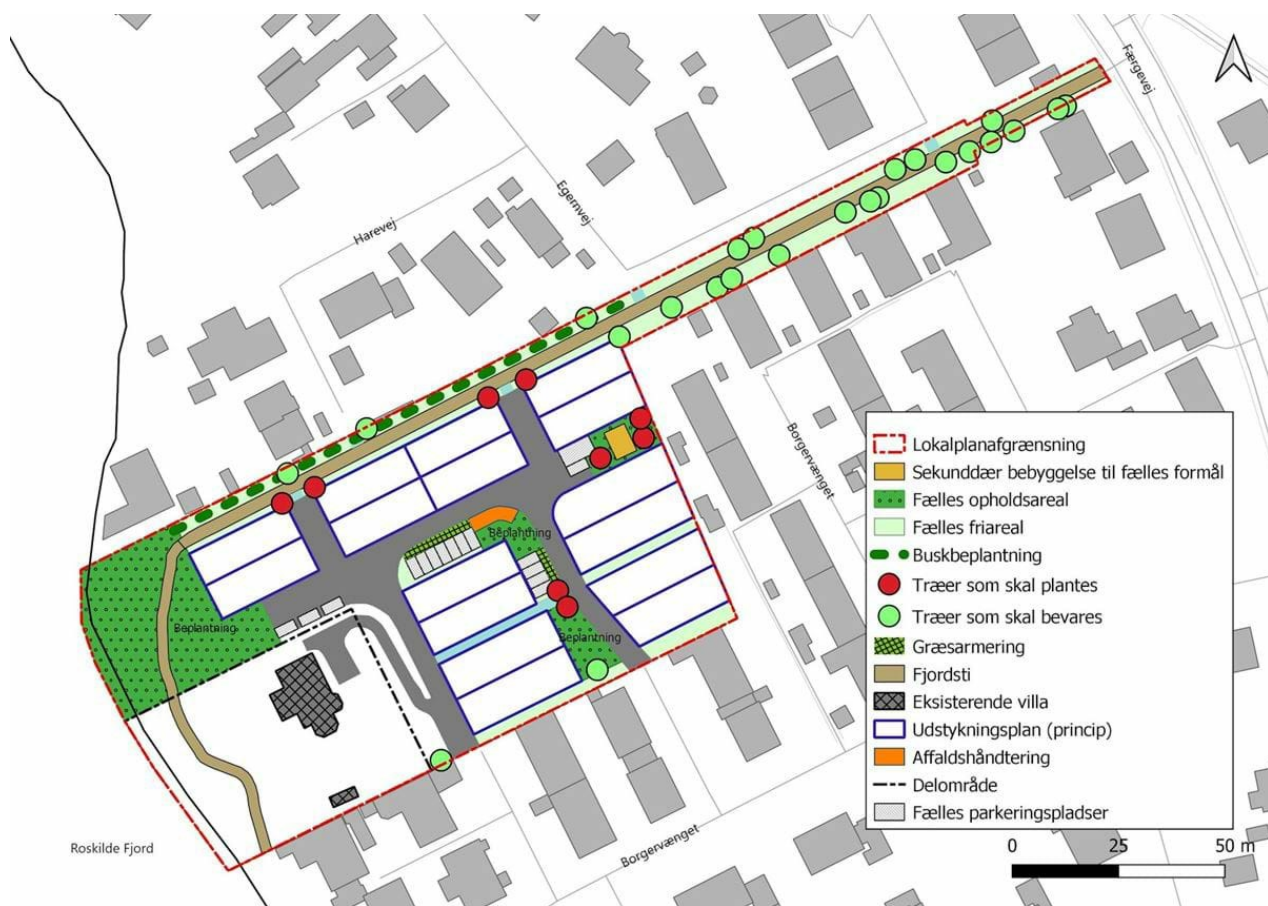 Færgevej
Egernvej
Harevej
Borgervænget
Lokalplanafgrænsning
Sekunddær bebyggelse til fælles formål
Fælles opholdsareal
Fælles friareal
Buskbeplantning
Træer som skal plantes
Træer som skal bevares
Græsarmering
Fjordsti
Eksisterende villa
Udstykningsplan (princip)
Affaldshåndtering
Delområde
Fælles parkeringspladser
Beplantning
Beplantning
Beplantning
Borgervænget
Roskilde Fjord
0 25 50 m